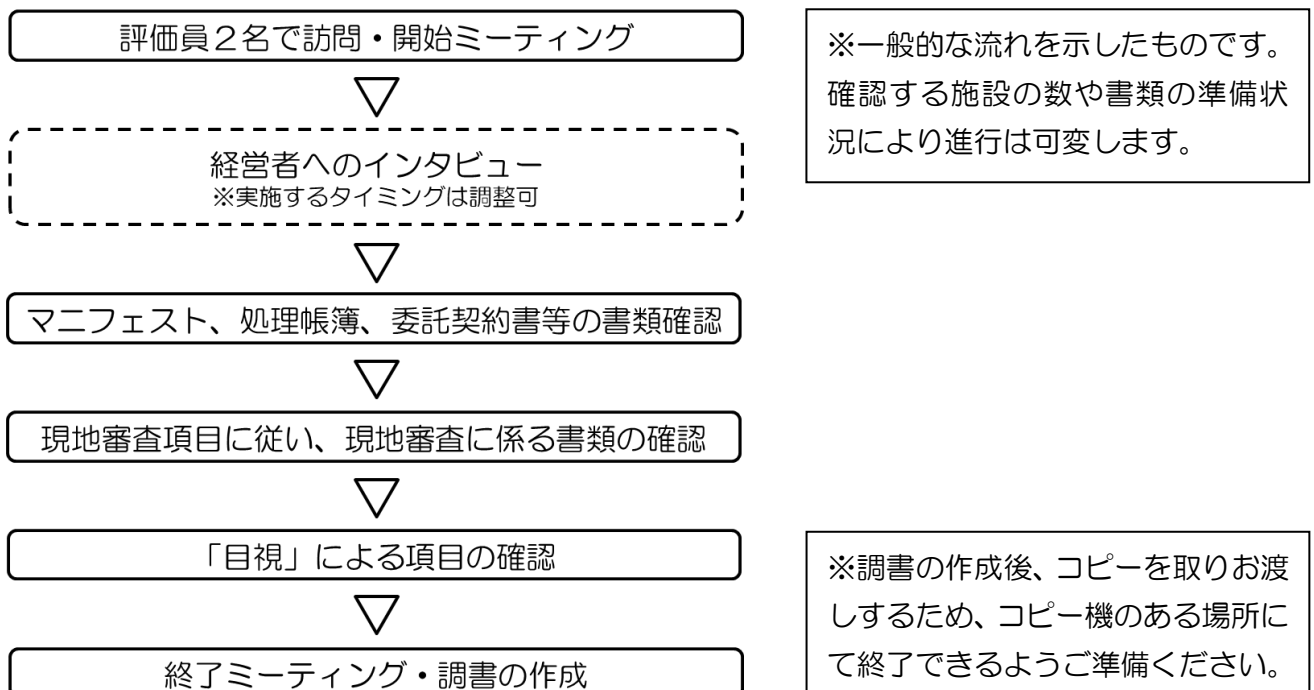 評価員２名で訪問・開始ミーティング
※一般的な流れを示したものです。
確認する施設の数や書類の準備状
況により進行は可変します。
経営者へのインタビュー
※実施するタイミングは調整可
マニフェスト、処理帳簿、委託契約書等の書類確認
現地審査項目に従い、現地審査に係る書類の確認
「目視」による項目の確認
終了ミーティング・調書の作成
※調書の作成後、コピーを取りお渡
しするため、コピー機のある場所に
て終了できるようご準備ください。